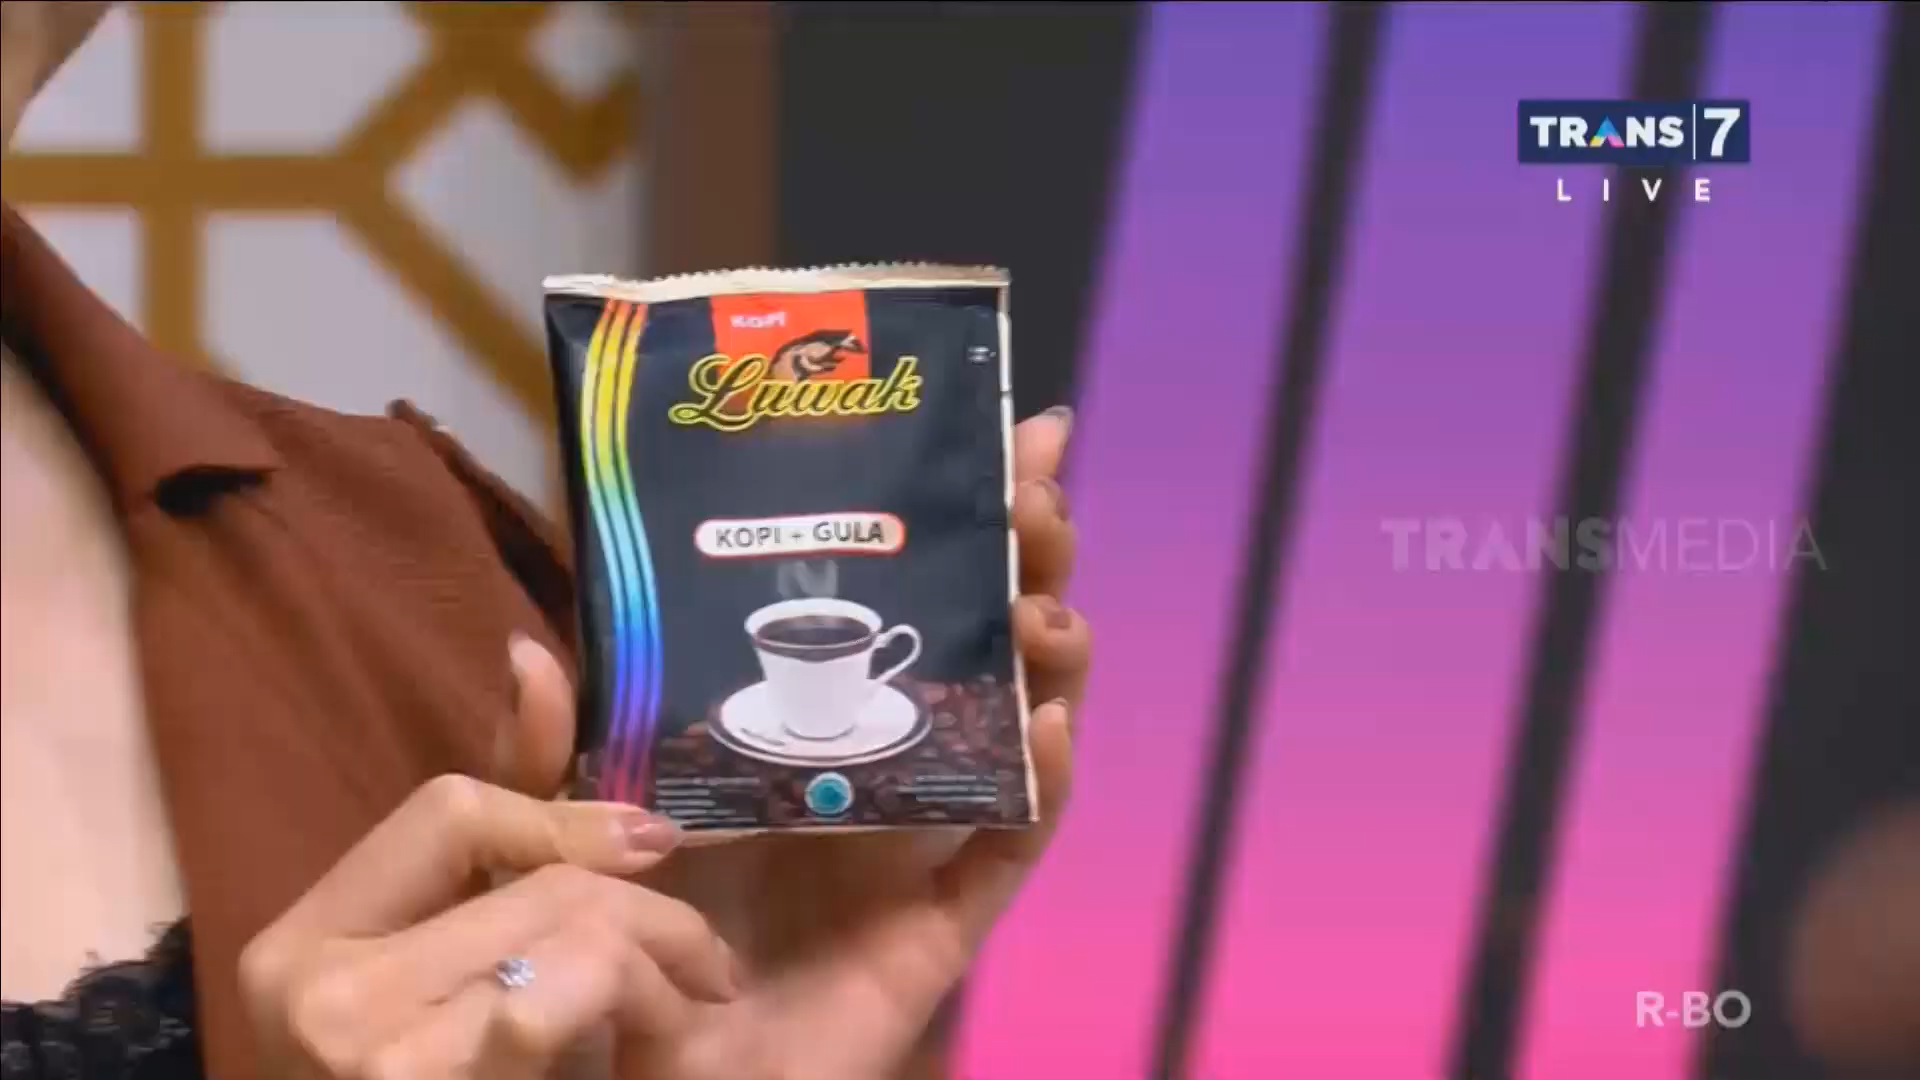 TRANS|7
LIVE
KOPI
Luwak
KOPI + GULA
TRANSMEDIA
R-BO